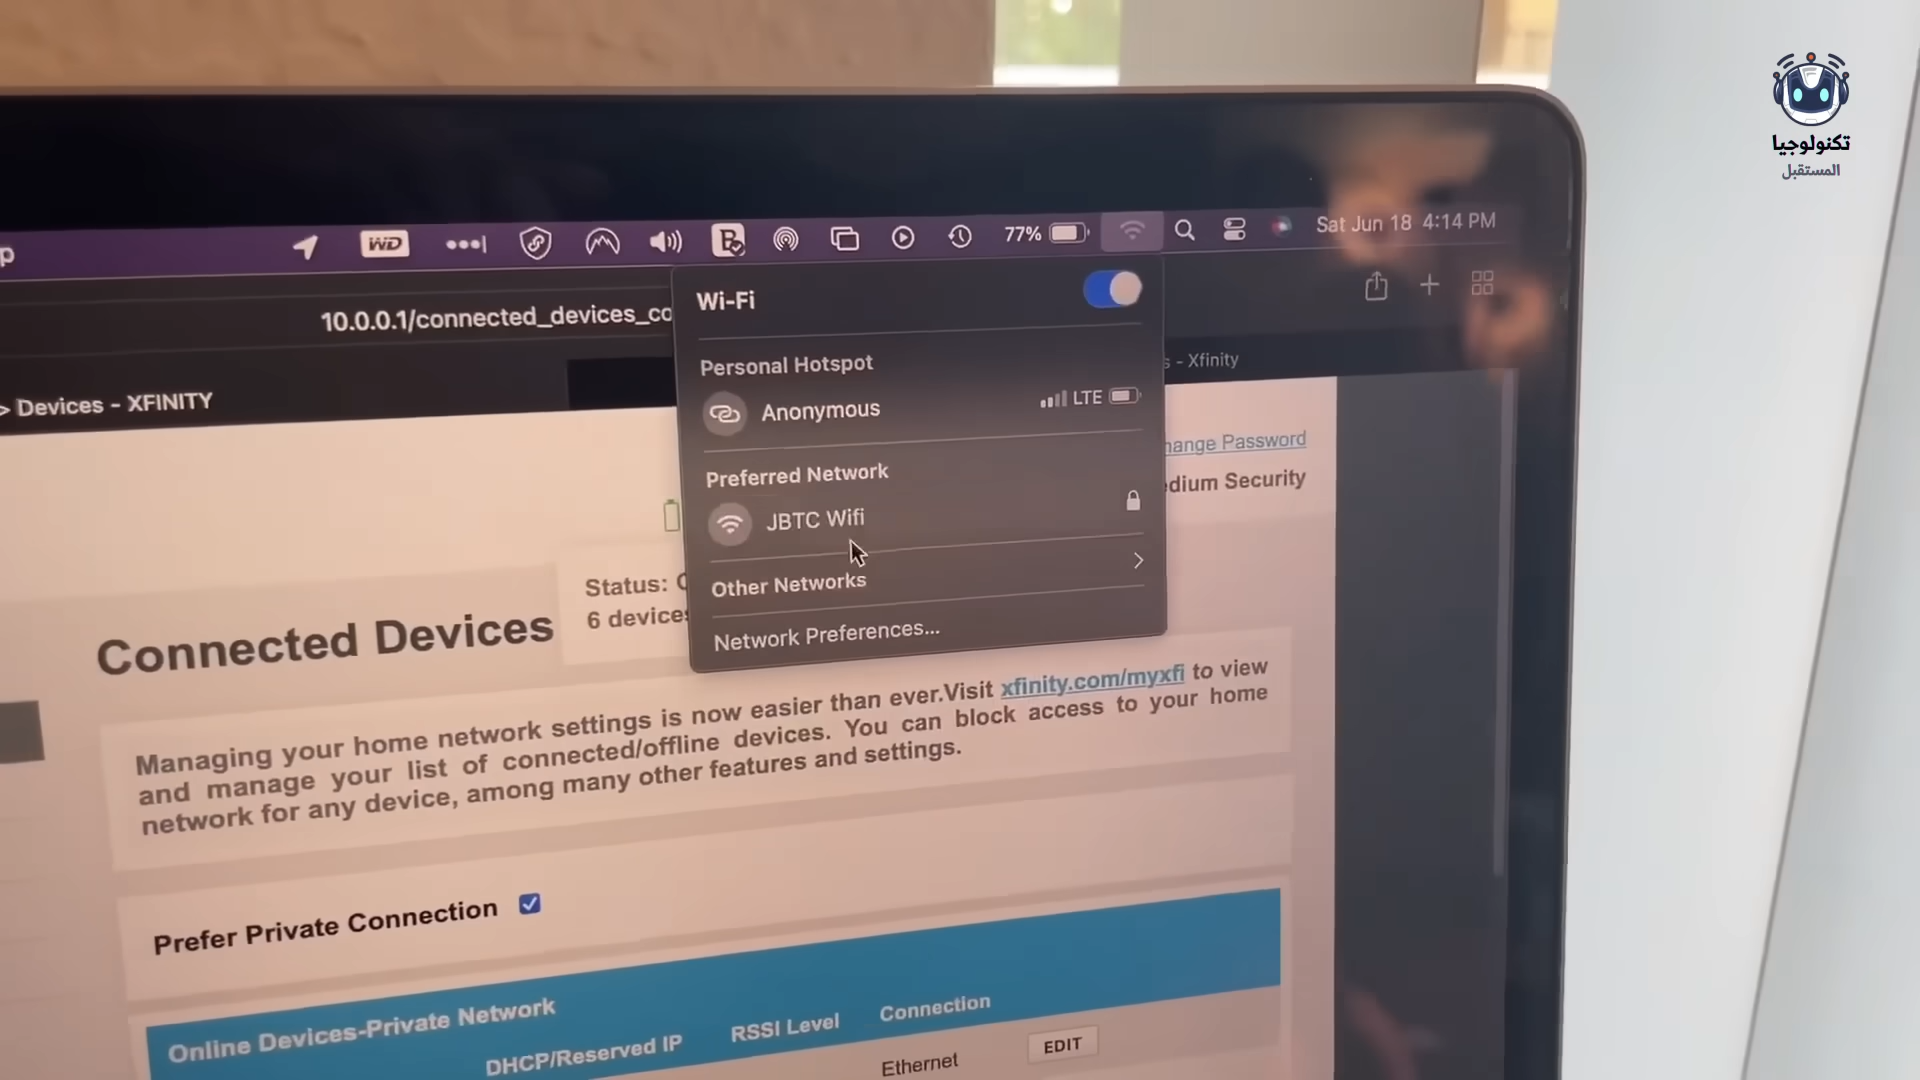 تكنولوجيا
المستقبل
WD
77%
Sat Jun 18 4:14 PM
10.0.0.1/connected_devices_co
> Devices - XFINITY
- Xfinity
Wi-Fi
Personal Hotspot
Anonymous
LTE
Preferred Network
JBTC Wifi
Other Networks
Network Preferences...
hange Password
dium Security
Status:
6 devices
Connected Devices
Managing your home network settings is now easier than ever.Visit xfinity.com/myxfi to view
and manage your list of connected/offline devices. You can block access to your home
network for any device, among many other features and settings.
Prefer Private Connection
Online Devices-Private Network
DHCP/Reserved IP
RSSI Level
Connection
Ethernet
EDIT